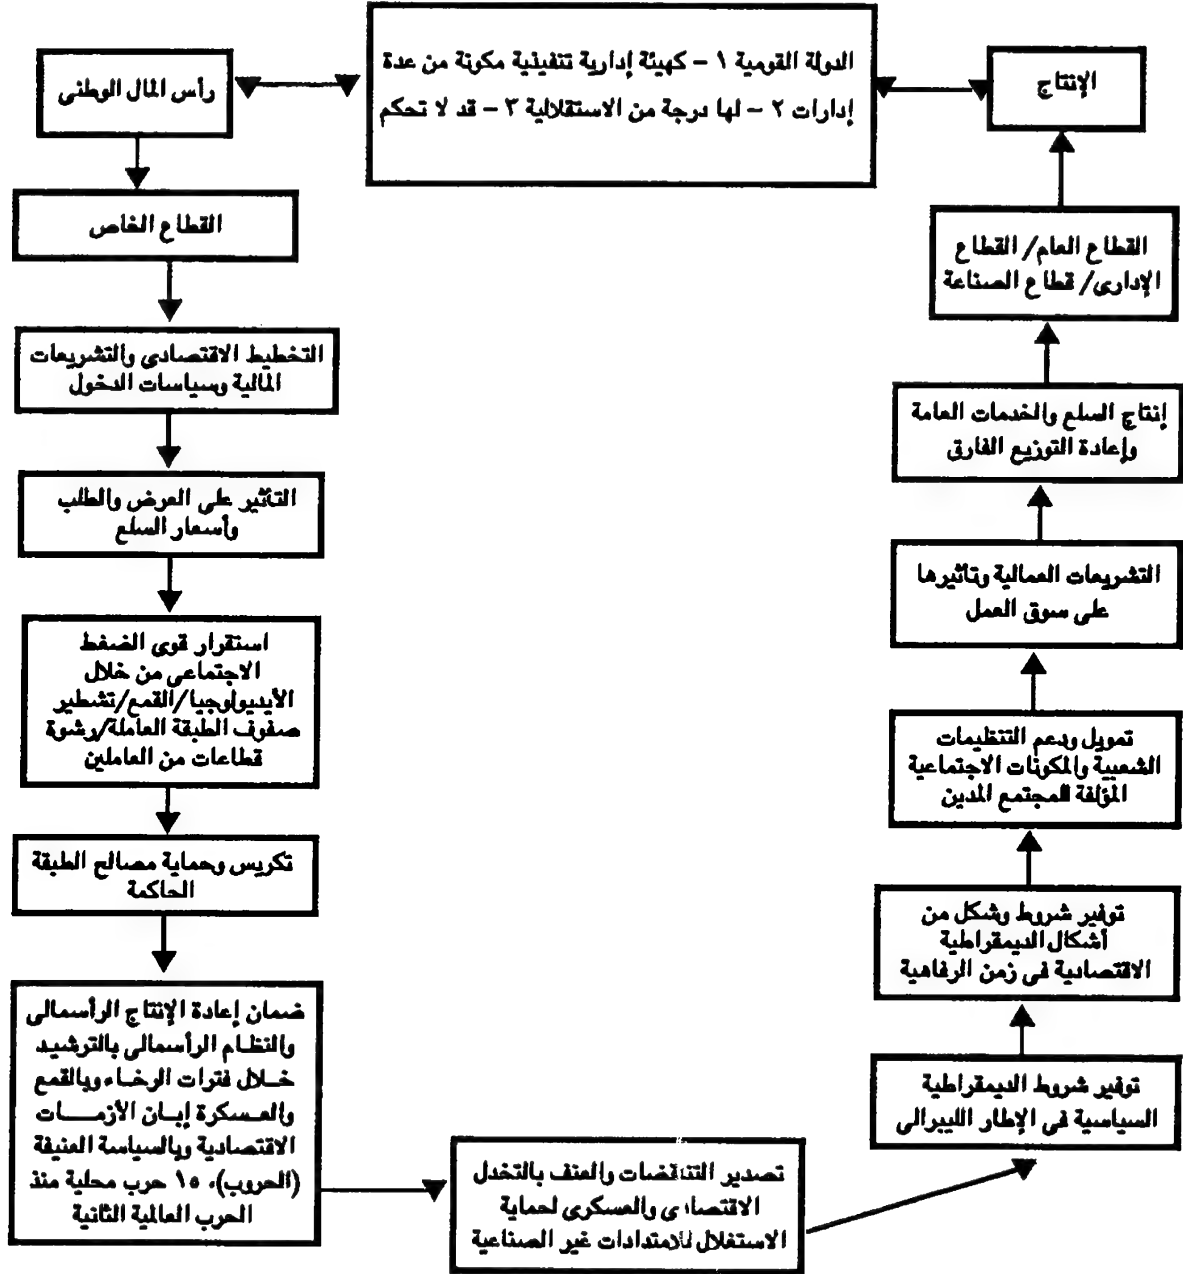 الدولة القومية ١ – كهيئة إدارية تنفيذية مكونة من عدة
إدارات ٢ – لها درجة من الاستقلالية ٣ – قد لا تحكم
الإنتاج
رأس المال الوطنى
القطاع الخاص
التخطيط الاقتصادى والتشريعات
المالية وسياسات الدخول
التأثير على العرض والطلب
وأسعار السلع
استقرار قوى الضغط
الاجتماعى من خلال
الأيديولوجيا/القمع/تشطير
صفوف الطبقة العاملة/رشوة
قطاعات من العاملين
تكريس وحماية مصالح الطبقة
الحاكمة
ضمان إعادة الإنتاج الرأسمالى
والنظام الرأسمالى بالترشيد
خلال فترات الرخاء وبالقمع
والعسكرة إبان الأزمات
الاقتصادية وبالسياسة العنيفة
(الحروب)، ١٥ حرب محلية منذ
الحرب العالمية الثانية
تصدير التناقضات والعنف بالتخدل
الاقتصادى والعسكرى لحماية
الاستغلال للامتدادات غير الصناعية
توفير شروط الديمقراطية
السياسية فى الإطار الليبرالى
توفير شروط وشكل من
أشكال الديمقراطية
الاقتصادية فى زمن الرفاهية
تمويل ودعم التنظيمات
الشعبية والمكونات الاجتماعية
المؤلفة للمجتمع المدين
التشريعات العمالية وتأثيرها
على سوق العمل
إنتاج السلع والخدمات العامة
وإعادة التوزيع الفارق
القطاع العام/ القطاع
الإدارى/ قطاع الصناعة